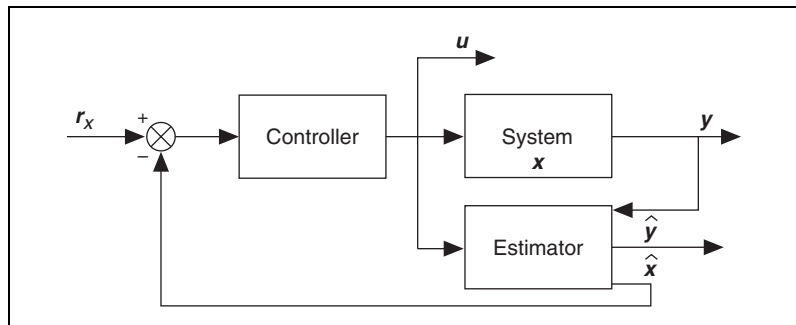 u
r_x
+
−
Controller
System
x
y
Estimator
ŷ
x̂